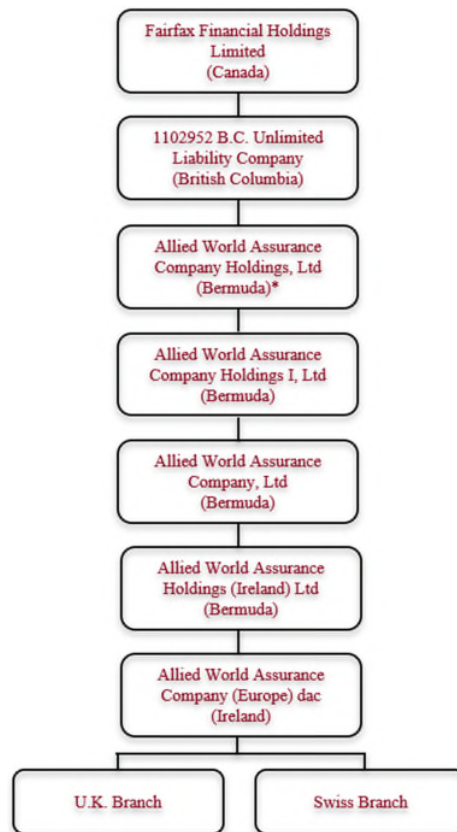 Fairfax Financial Holdings
Limited
(Canada)
1102952 B.C. Unlimited
Liability Company
(British Columbia)
Allied World Assurance
Company Holdings, Ltd
(Bermuda)*
Allied World Assurance
Company Holdings I, Ltd
(Bermuda)
Allied World Assurance
Company, Ltd
(Bermuda)
Allied World Assurance
Holdings (Ireland) Ltd
(Bermuda)
Allied World Assurance
Company (Europe) dac
(Ireland)
U.K. Branch
Swiss Branch